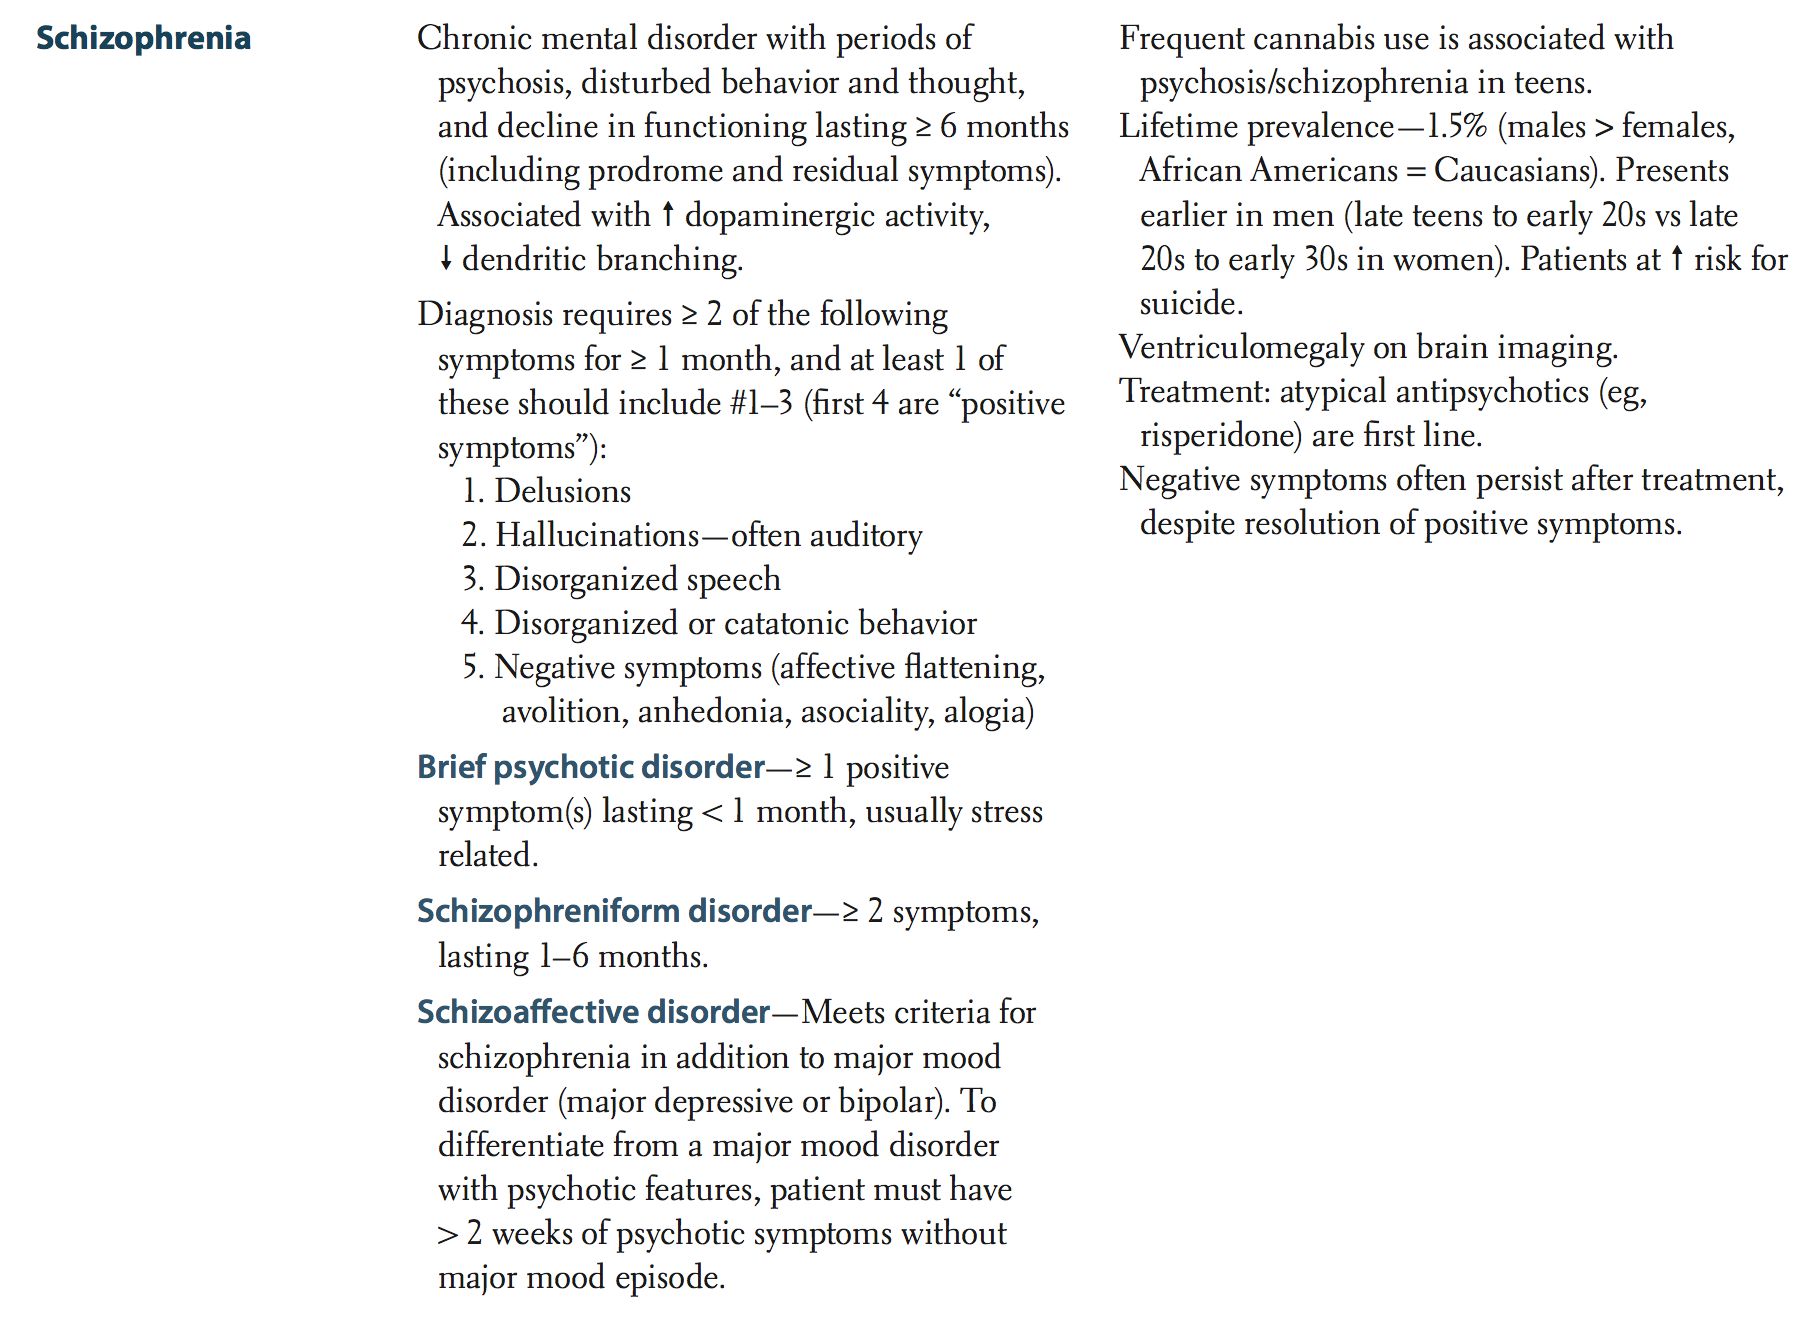 Schizophrenia
Chronic mental disorder with periods of
psychosis, disturbed behavior and thought,
and decline in functioning lasting ≥ 6 months
(including prodrome and residual symptoms).
Associated with ↑ dopaminergic activity,
↓ dendritic branching.
Diagnosis requires ≥ 2 of the following
symptoms for ≥ 1 month, and at least 1 of
these should include #1–3 (first 4 are “positive
symptoms”):
1. Delusions
2. Hallucinations—often auditory
3. Disorganized speech
4. Disorganized or catatonic behavior
5. Negative symptoms (affective flattening,
avolition, anhedonia, asociality, alogia)
Brief psychotic disorder—≥ 1 positive
symptom(s) lasting < 1 month, usually stress
related.
Schizophreniform disorder—≥ 2 symptoms,
lasting 1–6 months.
Schizoaffective disorder—Meets criteria for
schizophrenia in addition to major mood
disorder (major depressive or bipolar). To
differentiate from a major mood disorder
with psychotic features, patient must have
> 2 weeks of psychotic symptoms without
major mood episode.
Frequent cannabis use is associated with
psychosis/schizophrenia in teens.
Lifetime prevalence—1.5% (males > females,
African Americans = Caucasians). Presents
earlier in men (late teens to early 20s vs late
20s to early 30s in women). Patients at ↑ risk for
suicide.
Ventriculomegaly on brain imaging.
Treatment: atypical antipsychotics (eg,
risperidone) are first line.
Negative symptoms often persist after treatment,
despite resolution of positive symptoms.